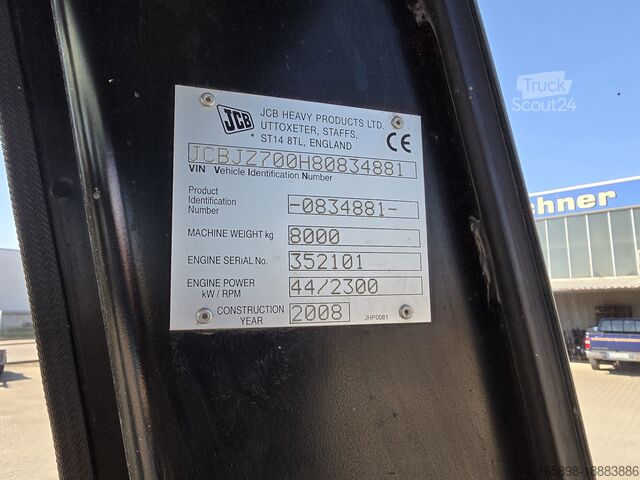 Truck
Scout24
JCB
JCB HEAVY PRODUCTS LTD.
UTTOXETER, STAFFS,
ST14 8TL, ENGLAND
CE
JCBJZ700H80834881
VIN Vehicle Identification Number
Product
Identification
Number
-0834881-
MACHINE WEIGHT kg 8000
ENGINE SERIAL No. 352101
ENGINE POWER
kW / RPM
44/2300
CONSTRUCTION
YEAR
2008
JHP0081
chner